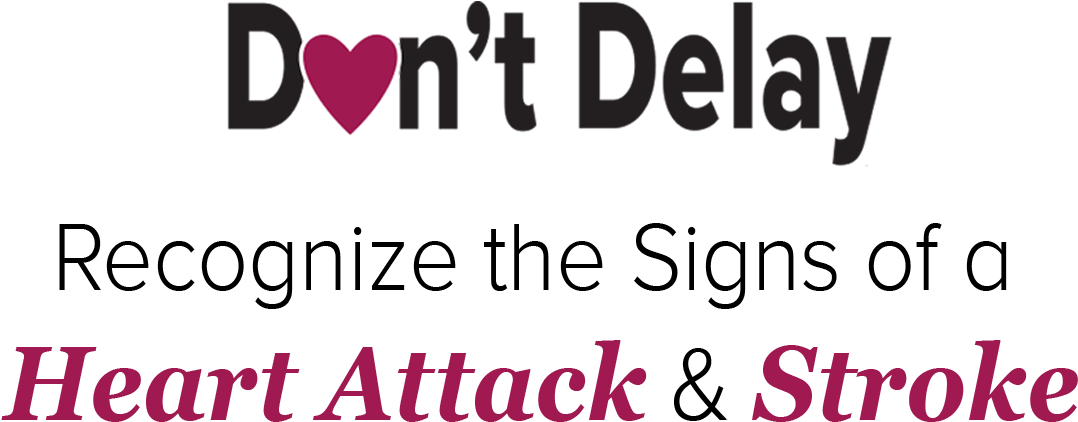 Don't Delay
Recognize the Signs of a
Heart Attack & Stroke